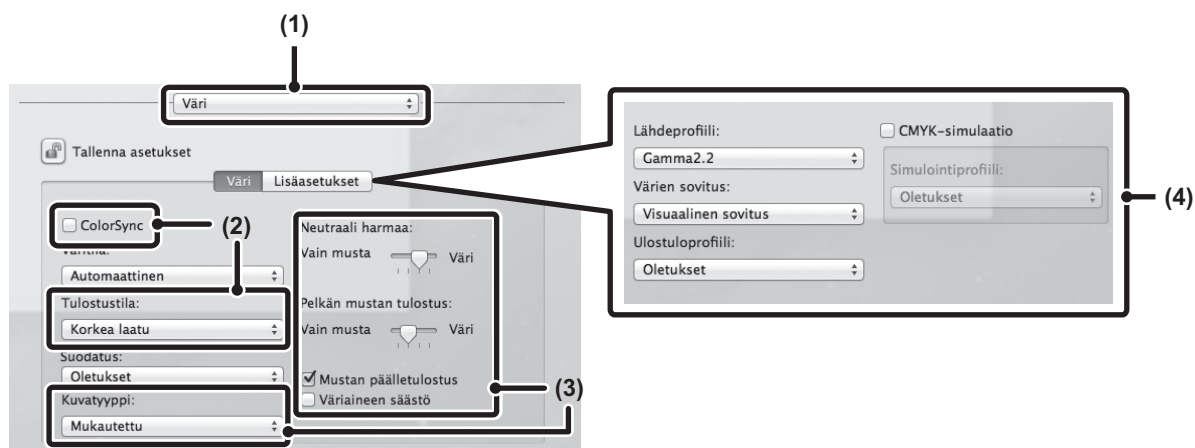 (1)
Väri
Tallenna asetukset
Väri Lisäasetukset
ColorSync
(2)
Väritila:
Automaattinen
Tulostustila:
Korkea laatu
Suodatus:
Oletukset
Kuvatyyppi:
Mukautettu
Neutraali harmaa:
Vain musta Väri
Pelkän mustan tulostus:
Vain musta Väri
Mustan päälletulostus
Väriaineen säästö
(3)
Lähdeprofiili:
Gamma2.2
Värien sovitus:
Visuaalinen sovitus
Ulostuloprofiili:
Oletukset
CMYK-simulaatio
Simulointiprofiili:
Oletukset
(4)